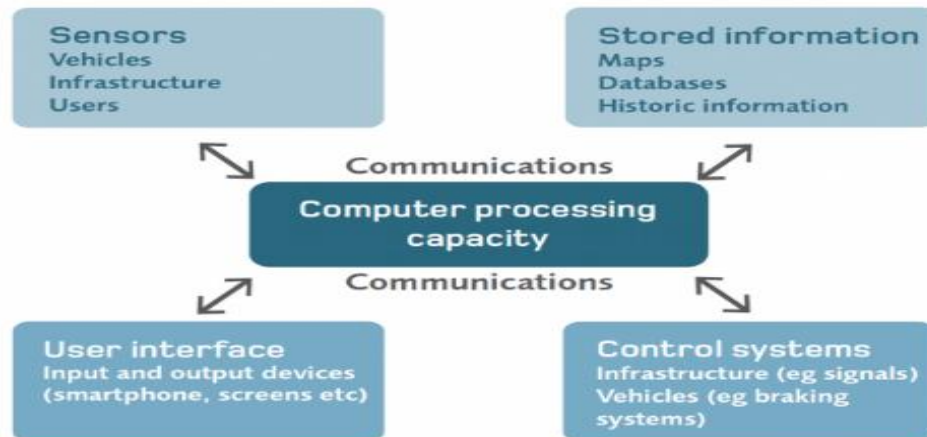 Sensors
Vehicles
Infrastructure
Users
Stored information
Maps
Databases
Historic information
Communications
Computer processing
capacity
Communications
User interface
Input and output devices
(smartphone, screens etc)
Control systems
Infrastructure (eg signals)
Vehicles (eg braking
systems)